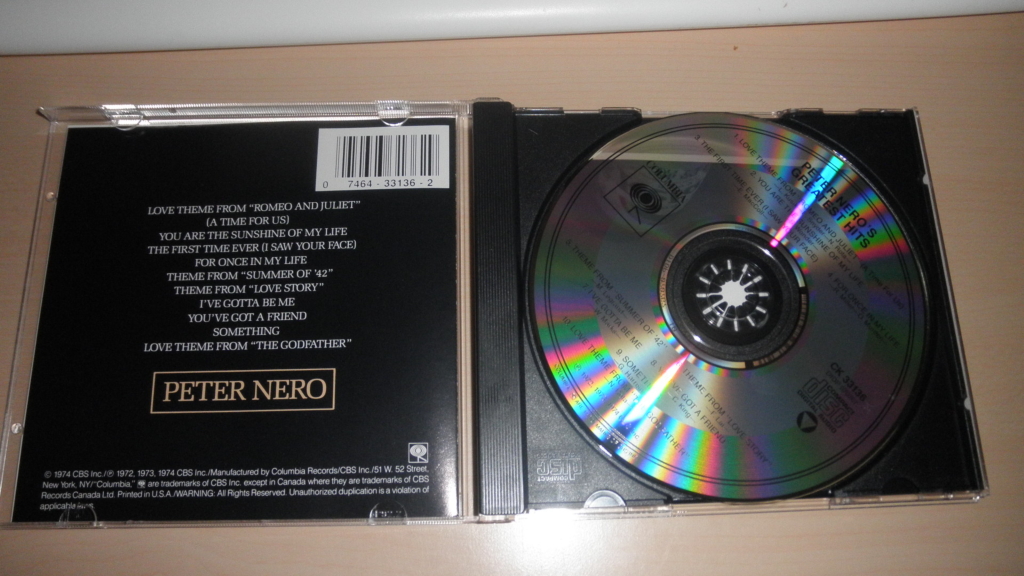 0 7464-33136-2
LOVE THEME FROM "ROMEO AND JULIET"
(A TIME FOR US)
YOU ARE THE SUNSHINE OF MY LIFE
THE FIRST TIME EVER (I SAW YOUR FACE)
FOR ONCE IN MY LIFE
THEME FROM "SUMMER OF '42"
THEME FROM "LOVE STORY"
I'VE GOTTA BE ME
YOU'VE GOT A FRIEND
SOMETHING
LOVE THEME FROM "THE GODFATHER"
PETER NERO
© 1974 CBS Inc./℗ 1972, 1973, 1974 CBS Inc./Manufactured by Columbia Records/CBS Inc./51 W. 52 Street,
New York, NY/"Columbia," are trademarks of CBS Inc. except in Canada where they are trademarks of CBS
Records Canada Ltd. Printed in U.S.A./WARNING: All Rights Reserved. Unauthorized duplication is a violation of
applicable
PETER NERO'S
GREATEST HITS
COLUMBIA
CK 33136
disc
COMPACT